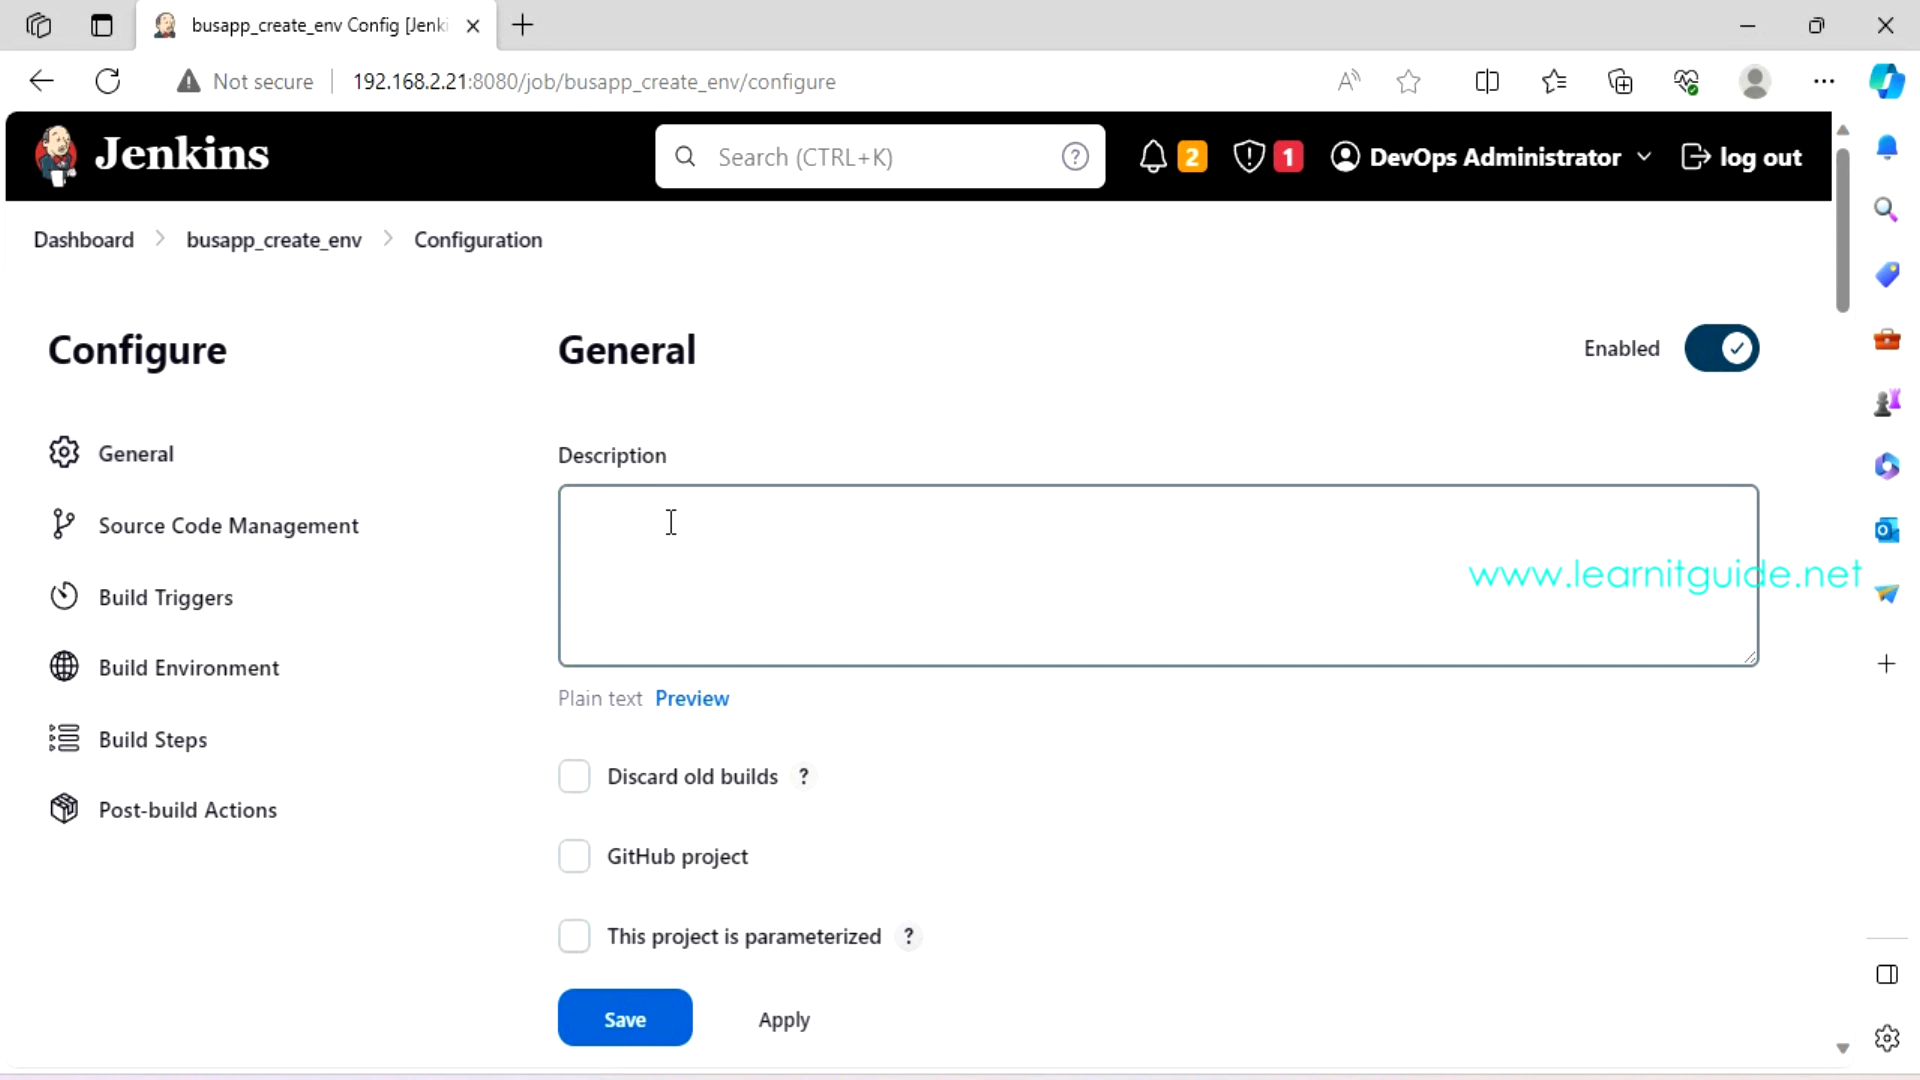 busapp_create_env Config [Jenki
Not secure
192.168.2.21:8080/job/busapp_create_env/configure
Jenkins
Search (CTRL+K)
2
1
DevOps Administrator
log out
Dashboard
busapp_create_env
Configuration
Configure
General
Enabled
General
Source Code Management
Build Triggers
Build Environment
Build Steps
Post-build Actions
Description
www.learnitguide.net
Plain text Preview
Discard old builds ?
GitHub project
This project is parameterized ?
Save
Apply